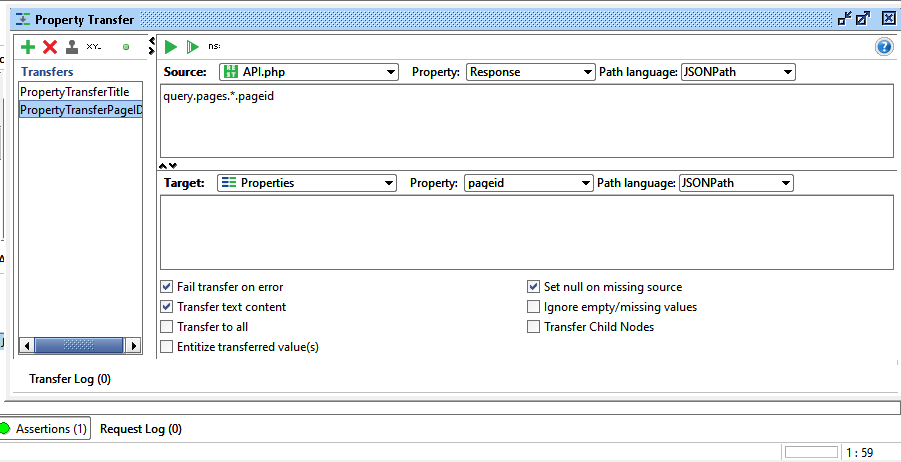 Property Transfer
XY- ns:
Transfers
Source: API.php Property: Response Path language: JSONPath
PropertyTransferTitle
PropertyTransferPageID
query.pages.*.pageid
Target: Properties Property: pageid Path language: JSONPath
Fail transfer on error Set null on missing source
Transfer text content Ignore empty/missing values
Transfer to all Transfer Child Nodes
Entitize transferred value(s)
Transfer Log (0)
Assertions (1) Request Log (0)
1 : 59